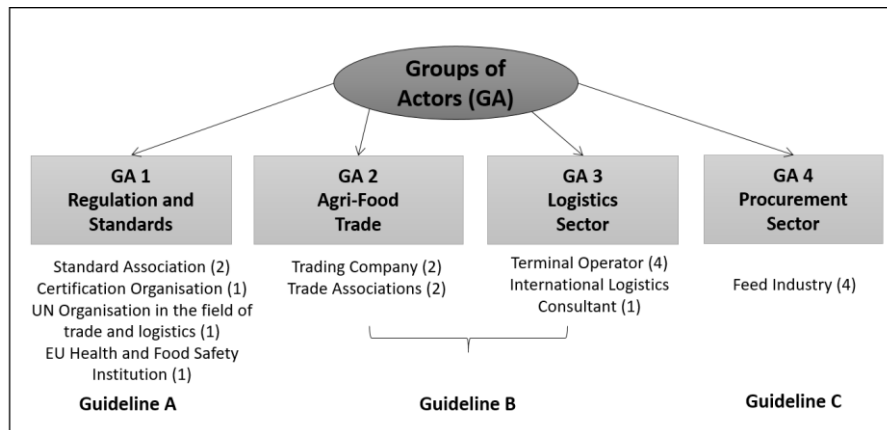 Groups of
Actors (GA)
GA 1
Regulation and
Standards
GA 2
Agri-Food
Trade
GA 3
Logistics
Sector
GA 4
Procurement
Sector
Standard Association (2)
Certification Organisation (1)
UN Organisation in the field of
trade and logistics (1)
EU Health and Food Safety
Institution (1)
Trading Company (2)
Trade Associations (2)
Terminal Operator (4)
International Logistics
Consultant (1)
Feed Industry (4)
Guideline A
Guideline B
Guideline C